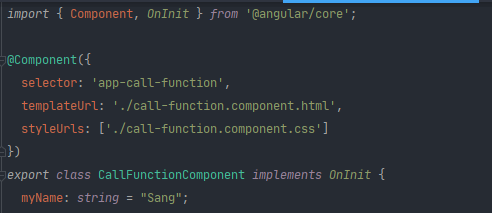 import { Component, OnInit } from '@angular/core';
@Component({
selector: 'app-call-function',
templateUrl: './call-function.component.html',
styleUrls: ['./call-function.component.css']
})
export class CallFunctionComponent implements OnInit {
myName: string = "Sang";